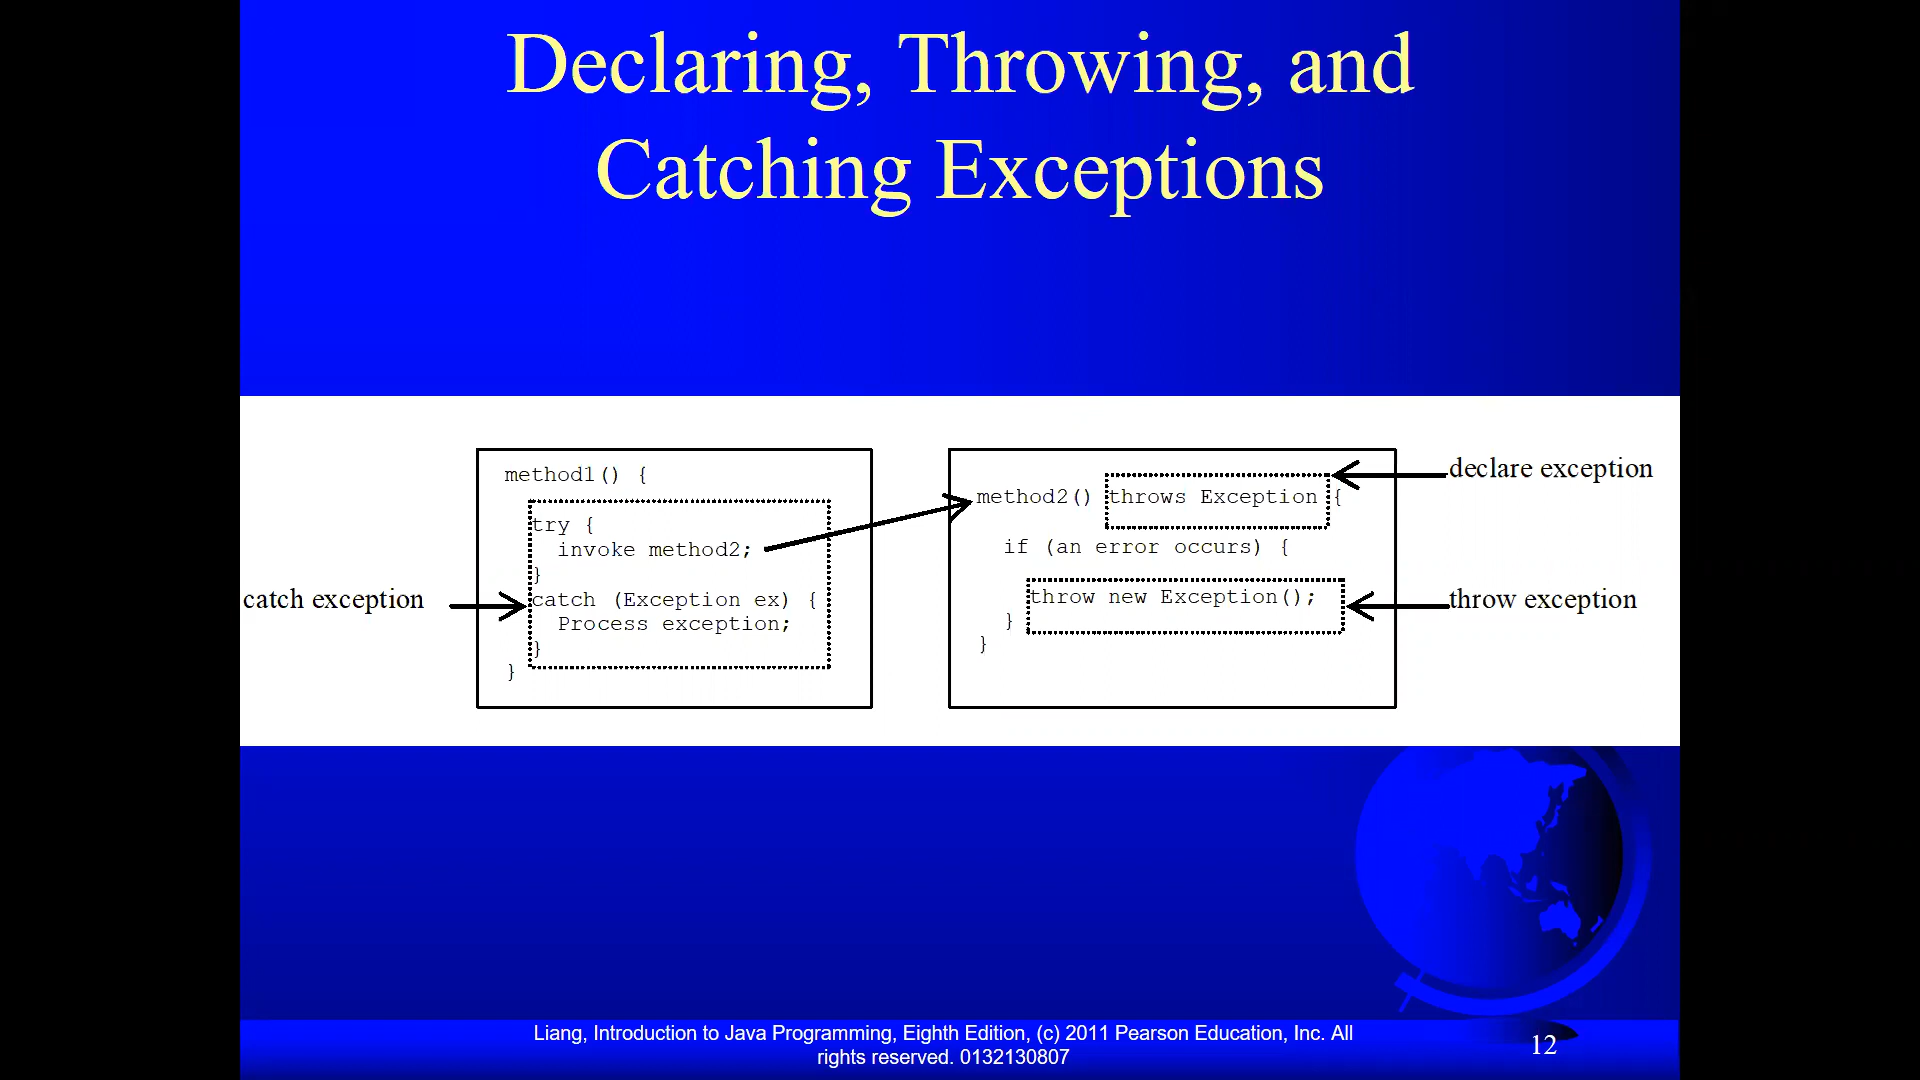 Declaring, Throwing, and
Catching Exceptions
catch exception
method1() {
try {
invoke method2;
}
catch (Exception ex) {
Process exception;
}
}
method2() throws Exception {
if (an error occurs) {
throw new Exception();
}
}
declare exception
throw exception
Liang, Introduction to Java Programming, Eighth Edition, (c) 2011 Pearson Education, Inc. All
rights reserved. 0132130807
12